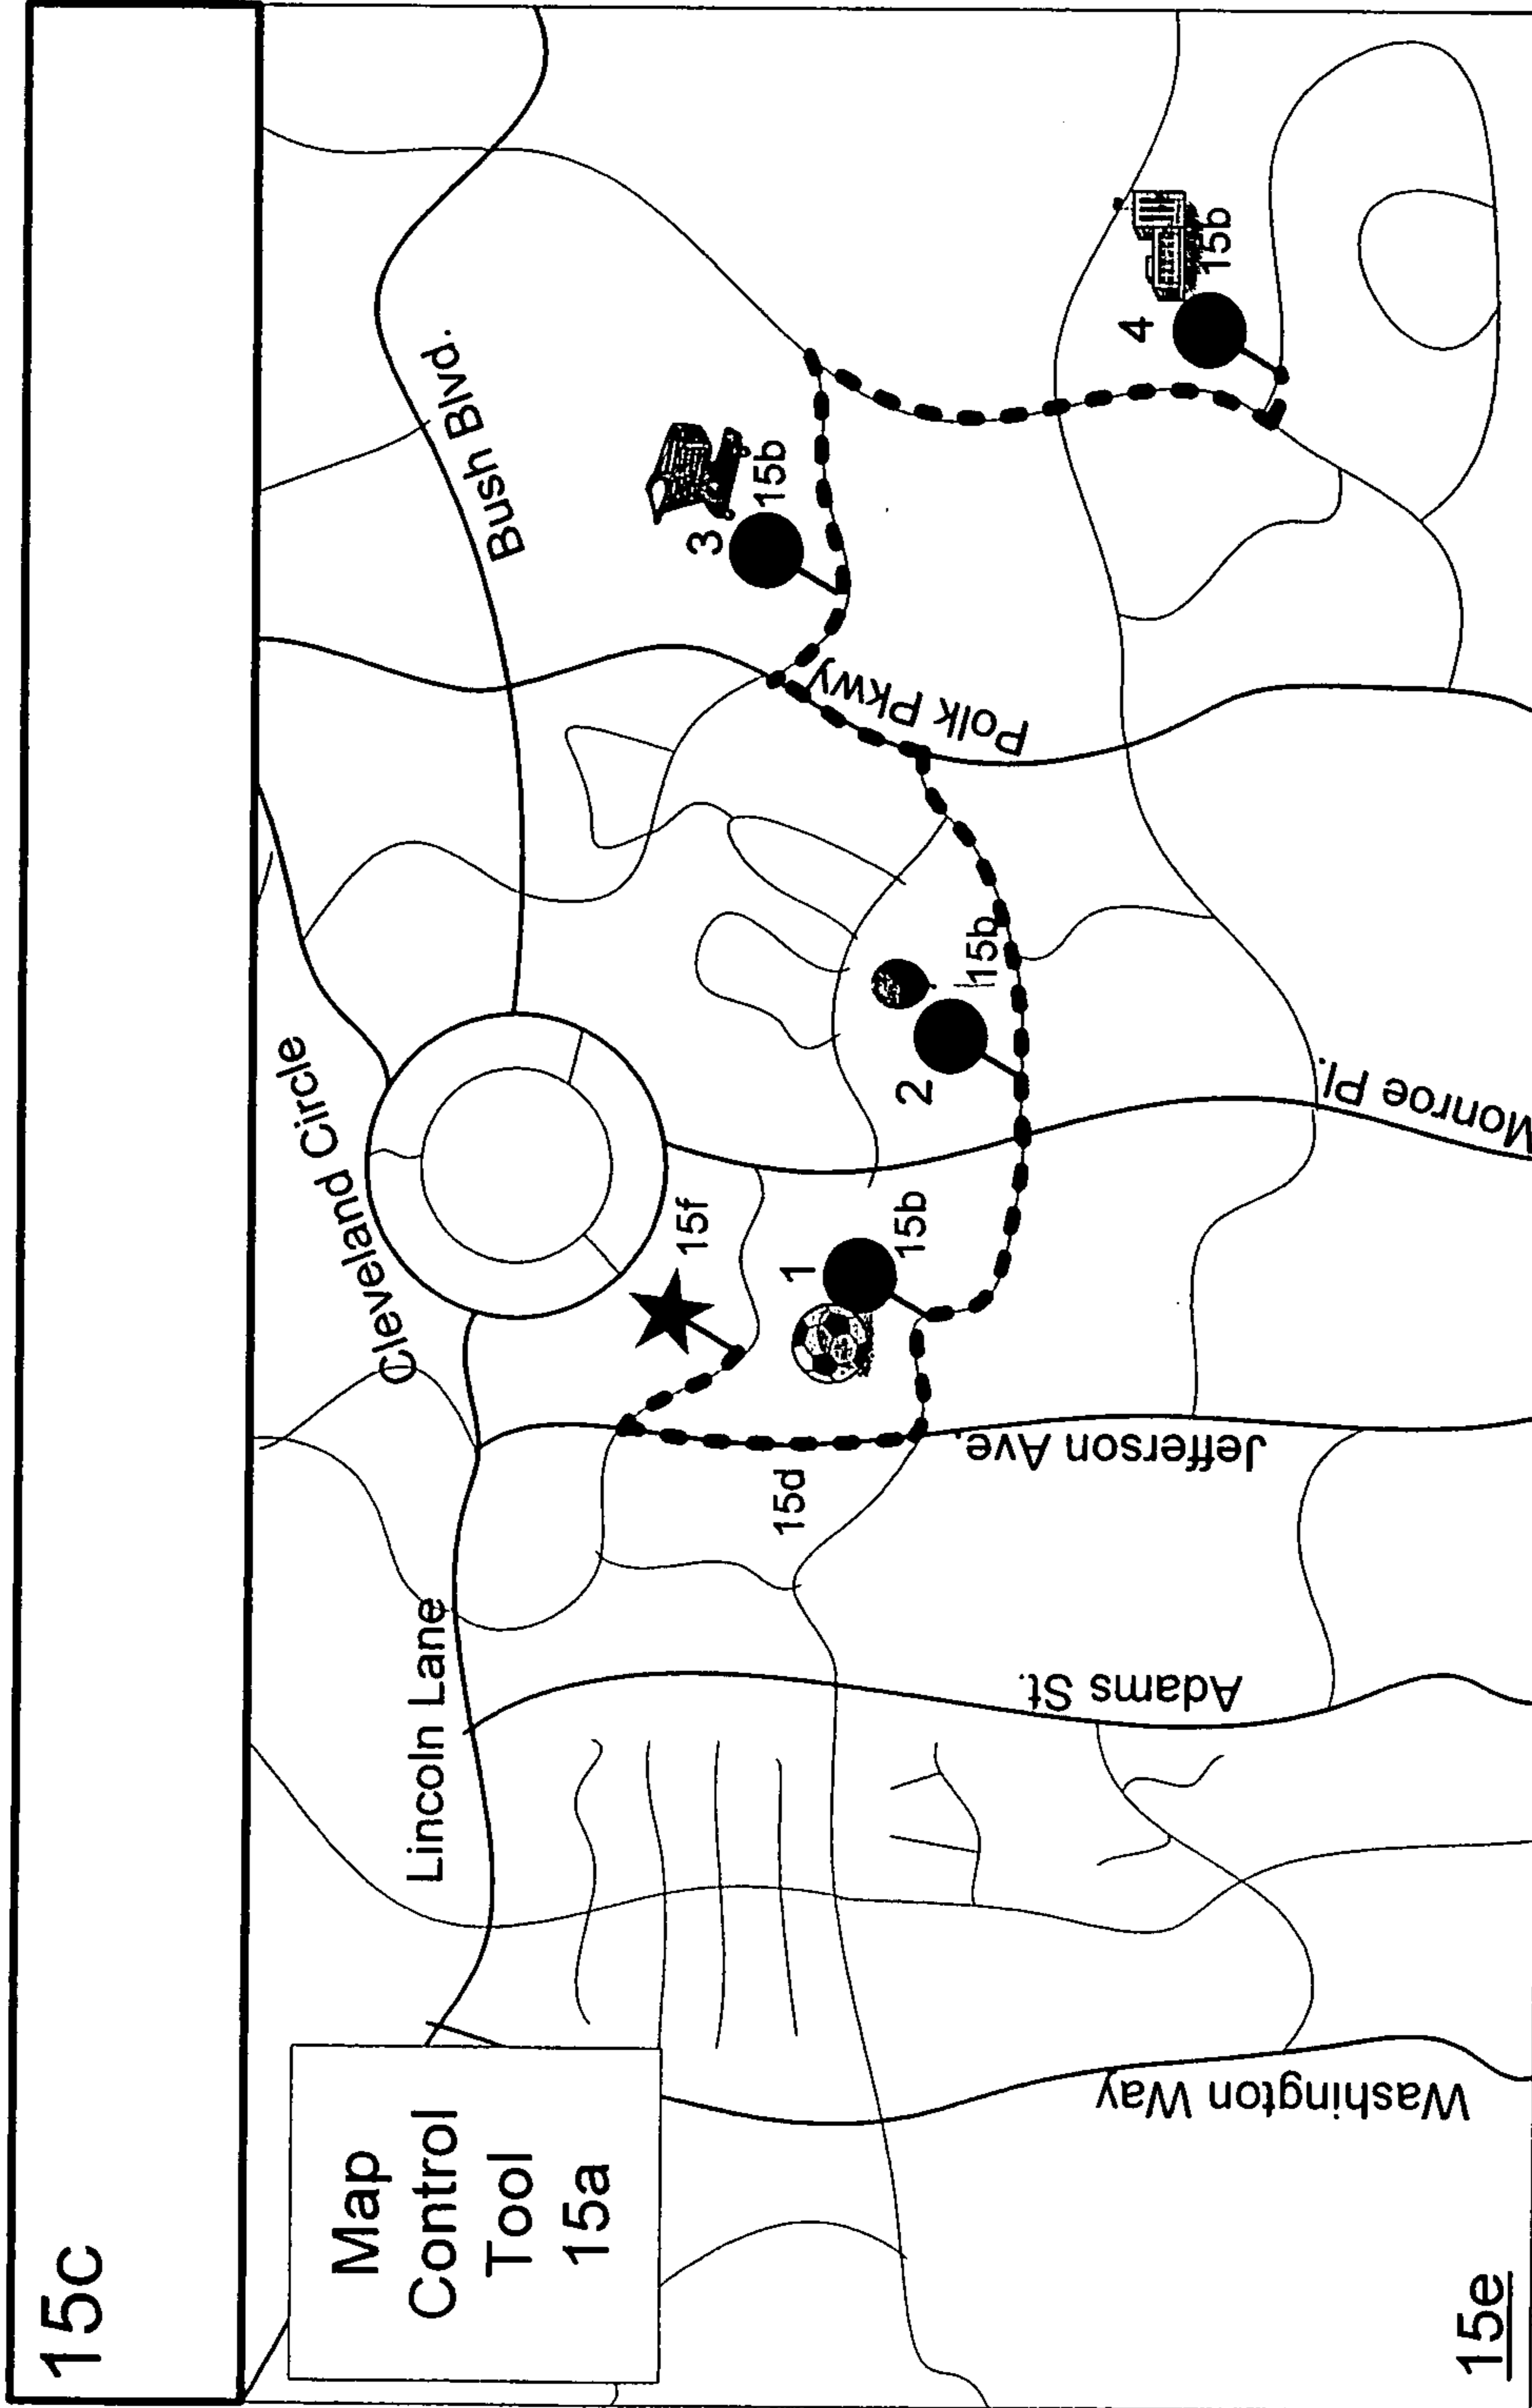 15c
Map
Control
Tool
15a
Cleveland Circle
Lincoln Lane
Bush Blvd.
15f
1
15b
2
15b
3
15b
4
15b
15d
Polk Pkwy
Monroe Pl.
Jefferson Ave.
Adams St.
Washington Way
15e